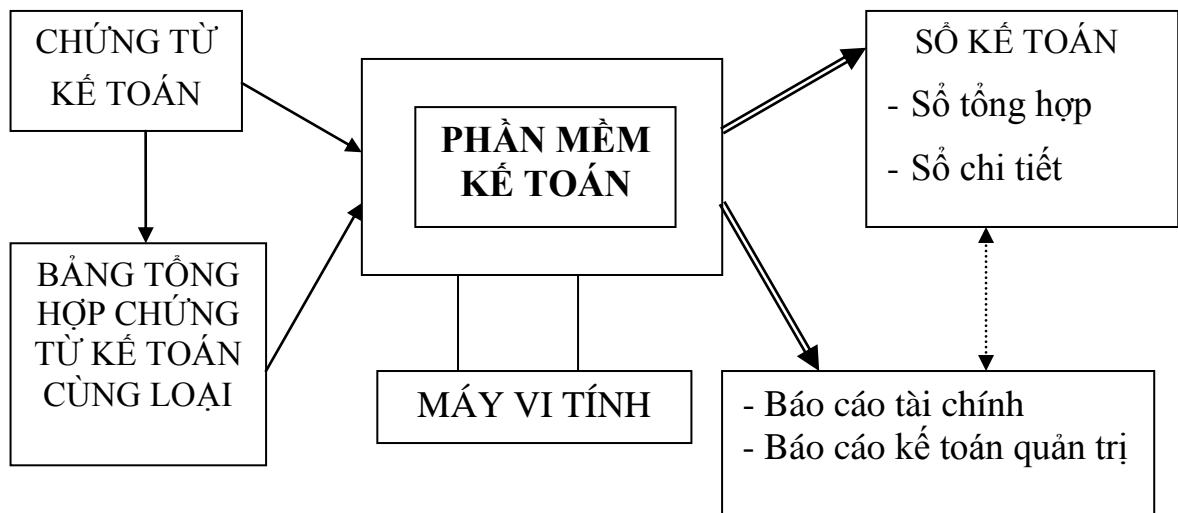 CHỨNG TỪ
KẾ TOÁN
BẢNG TỔNG
HỢP CHỨNG
TỪ KẾ TOÁN
CÙNG LOẠI
PHẦN MỀM
KẾ TOÁN
MÁY VI TÍNH
SỔ KẾ TOÁN
- Sổ tổng hợp
- Sổ chi tiết
- Báo cáo tài chính
- Báo cáo kế toán quản trị